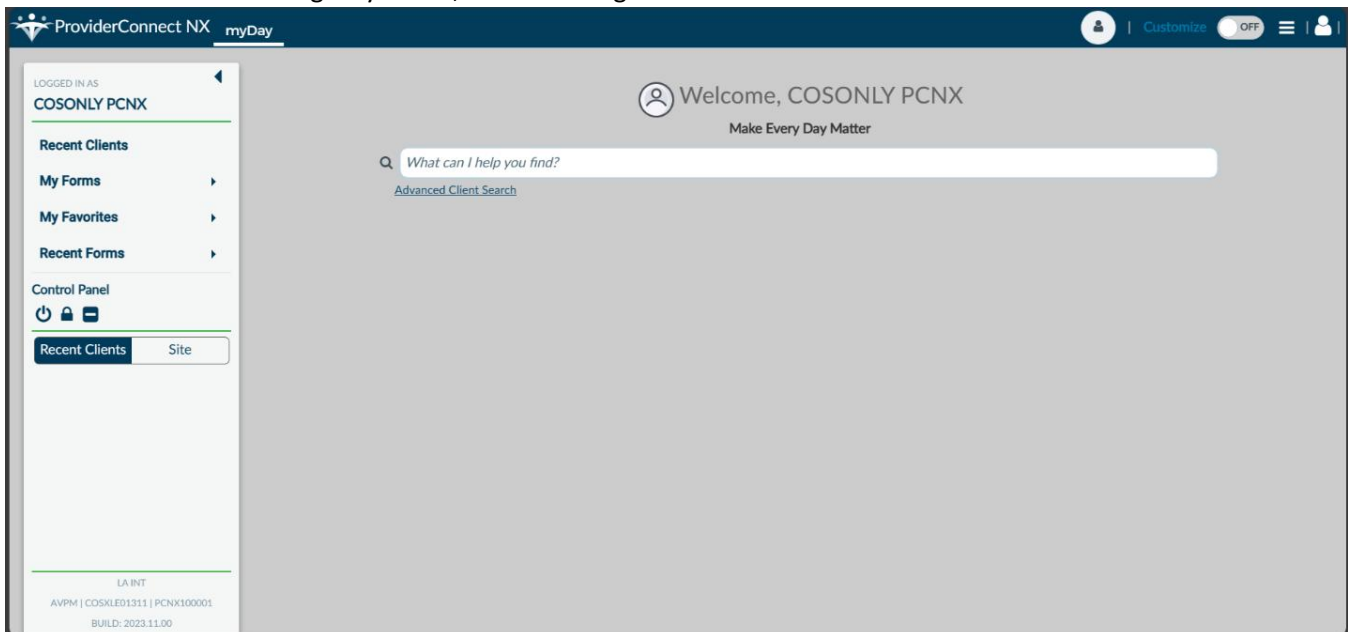 ProviderConnect NX myDay | Customize OFF | |
LOGGED IN AS
COSONLY PCNX
Recent Clients
My Forms
My Favorites
Recent Forms
Control Panel
Recent Clients Site
LA INT
AVPM | COSXLE01311 | PCNX100001
BUILD: 2023.11.00
Welcome, COSONLY PCNX
Make Every Day Matter
What can I help you find?
Advanced Client Search